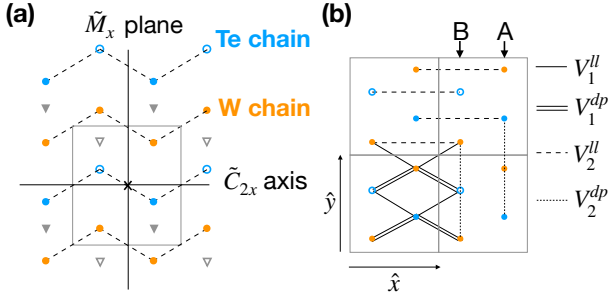 (a)
M̃ₓ plane
Te chain
W chain
C̃₂ₓ axis
(b)
B
A
V₁ˡˡ
V₁ᵈᵖ
V₂ˡˡ
V₂ᵈᵖ
ŷ
x̂